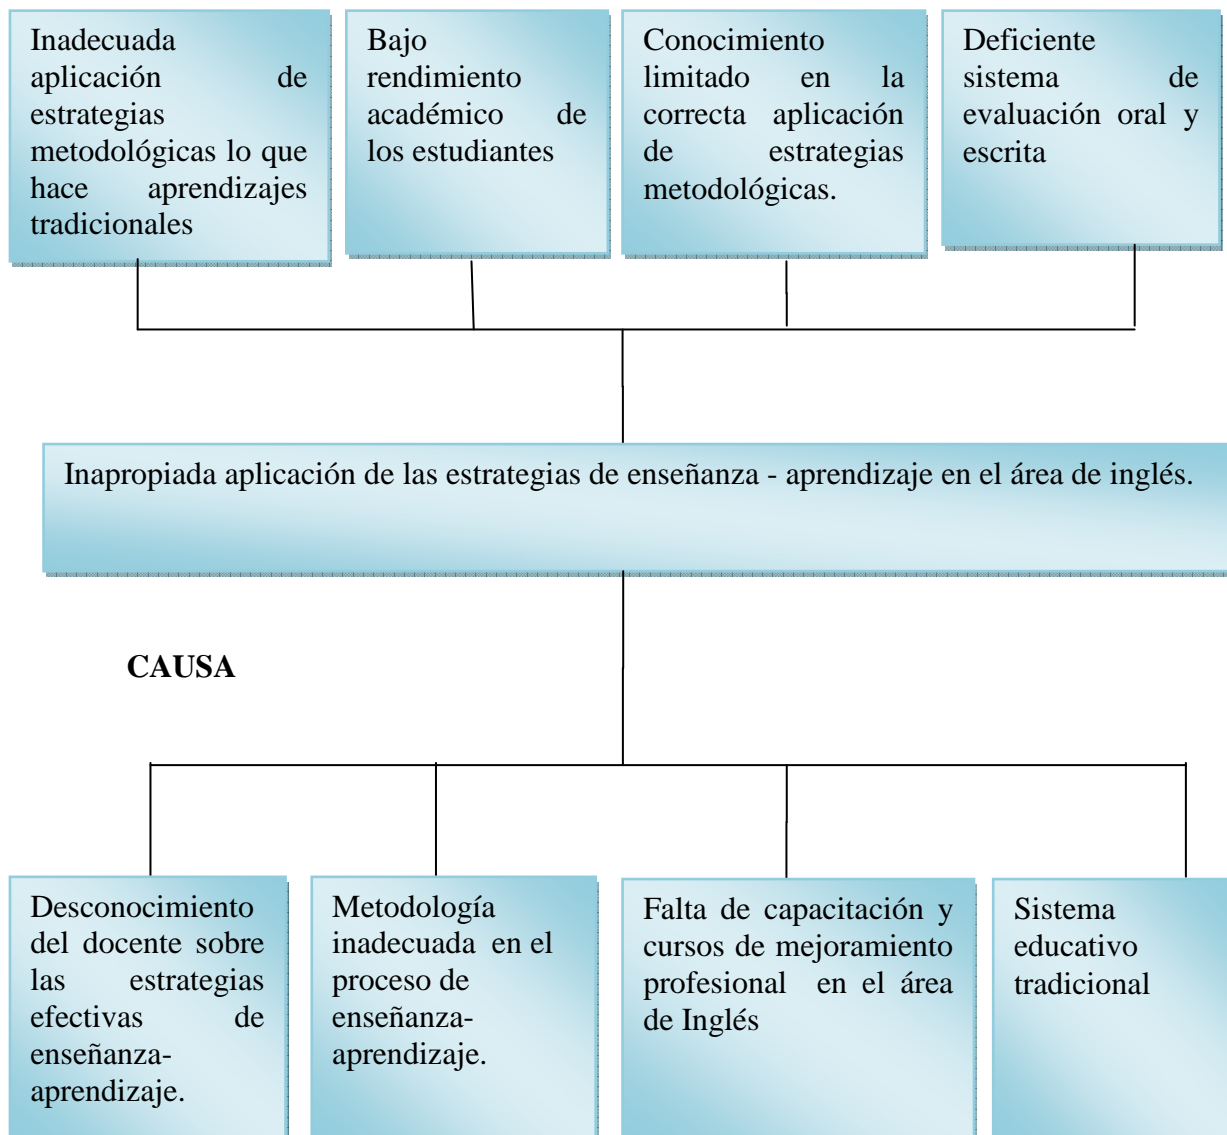 Inadecuada
aplicación de
estrategias
metodológicas lo que
hace aprendizajes
tradicionales
Bajo
rendimiento
académico de
los estudiantes
Conocimiento
limitado en la
correcta aplicación
de estrategias
metodológicas.
Deficiente
sistema de
evaluación oral y
escrita
Inapropiada aplicación de las estrategias de enseñanza - aprendizaje en el área de inglés.
CAUSA
Desconocimiento
del docente sobre
las estrategias
efectivas de
enseñanza-
aprendizaje.
Metodología
inadecuada en el
proceso de
enseñanza-
aprendizaje.
Falta de capacitación y
cursos de mejoramiento
profesional en el área
de Inglés
Sistema
educativo
tradicional